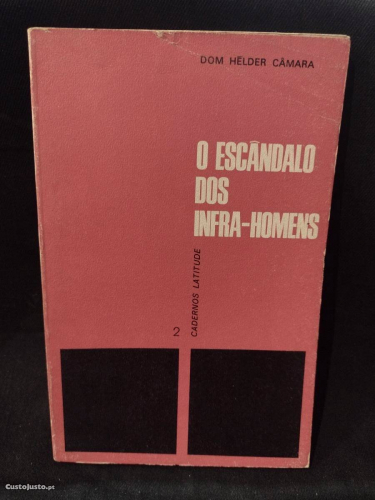 DOM HÉLDER CÂMARA
O ESCÂNDALO
DOS
INFRA-HOMENS
CADERNOS LATITUDE
2
CustoJusto.pt